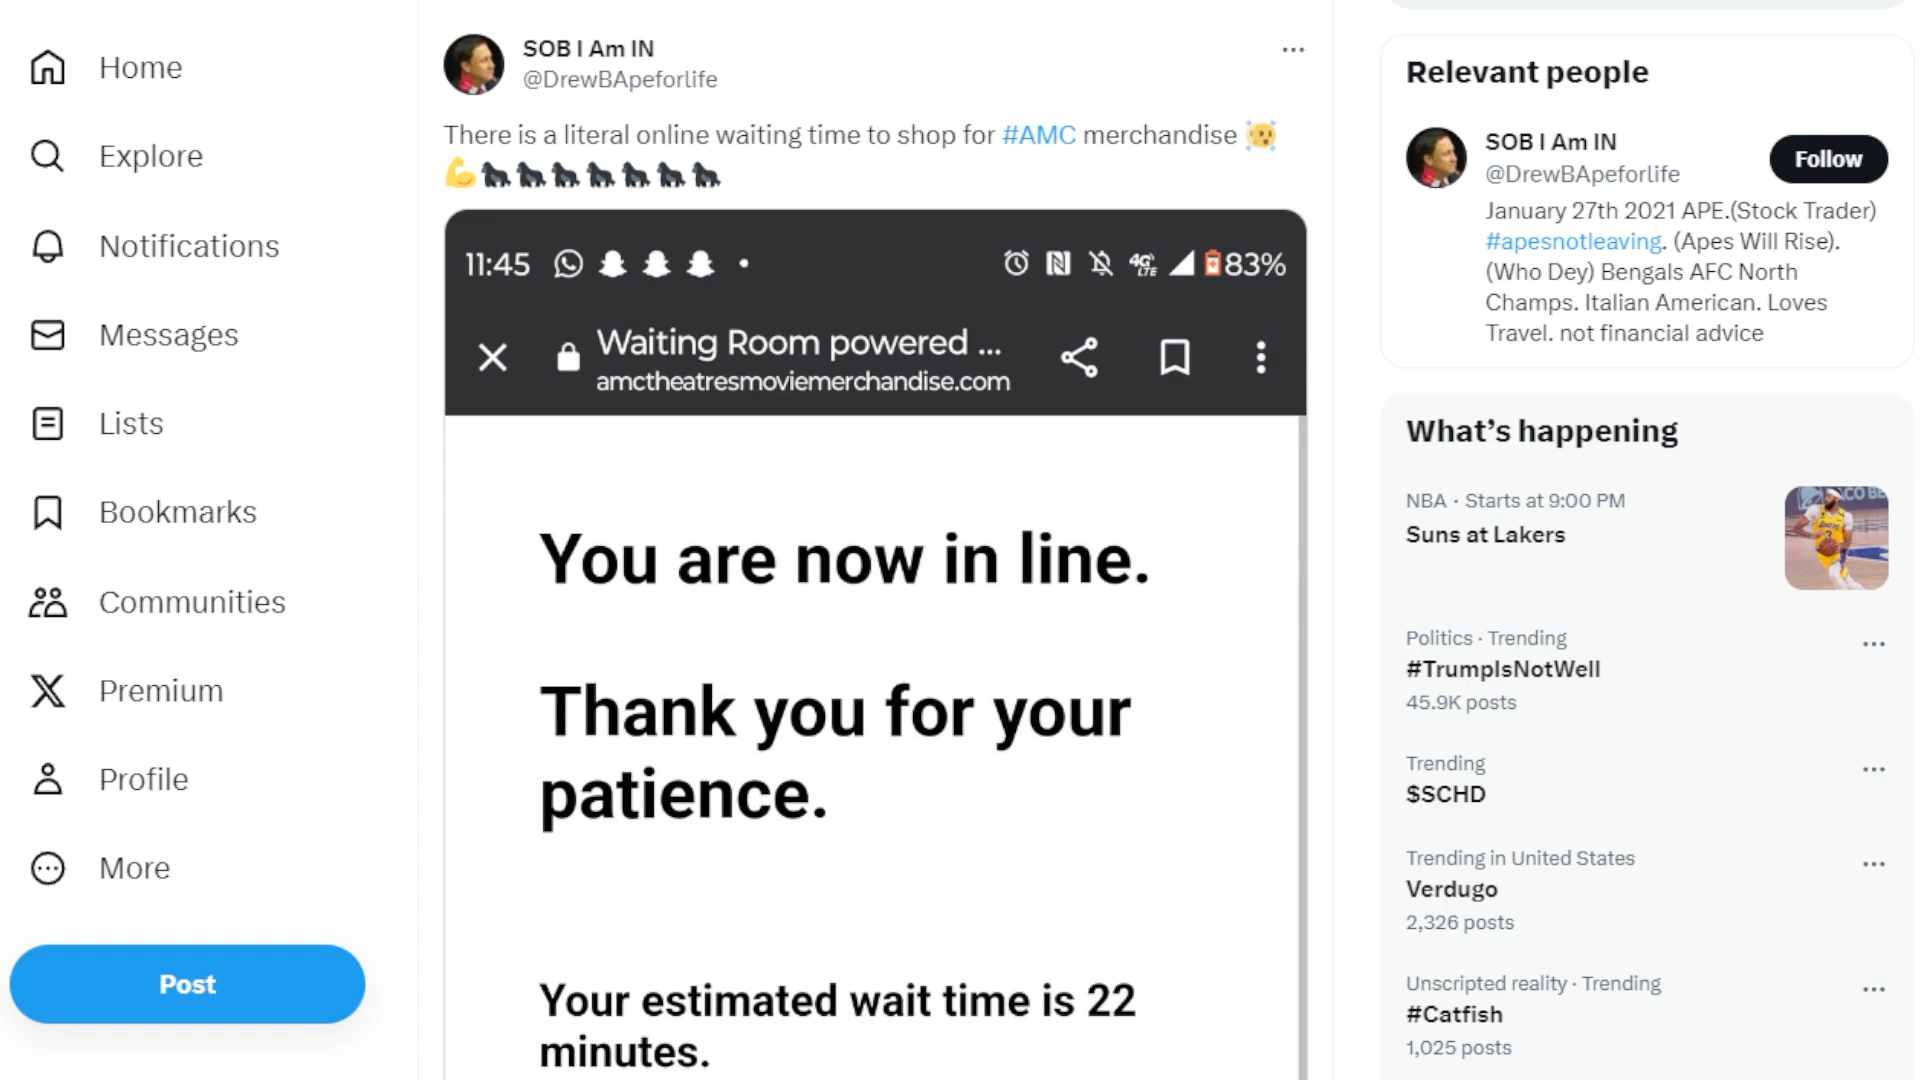 Home
Explore
Notifications
Messages
Lists
Bookmarks
Communities
Premium
Profile
More
Post
SOB I Am IN
@DrewBApeforlife
There is a literal online waiting time to shop for #AMC merchandise
11:45
4G LTE
83%
Waiting Room powered ...
amctheatresmoviemerchandise.com
You are now in line.
Thank you for your
patience.
Your estimated wait time is 22
minutes.
Relevant people
SOB I Am IN
@DrewBApeforlife
Follow
January 27th 2021 APE.(Stock Trader)
#apesnotleaving. (Apes Will Rise).
(Who Dey) Bengals AFC North
Champs. Italian American. Loves
Travel. not financial advice
What’s happening
NBA · Starts at 9:00 PM
Suns at Lakers
Politics · Trending
#TrumpIsNotWell
45.9K posts
Trending
$SCHD
Trending in United States
Verdugo
2,326 posts
Unscripted reality · Trending
#Catfish
1,025 posts